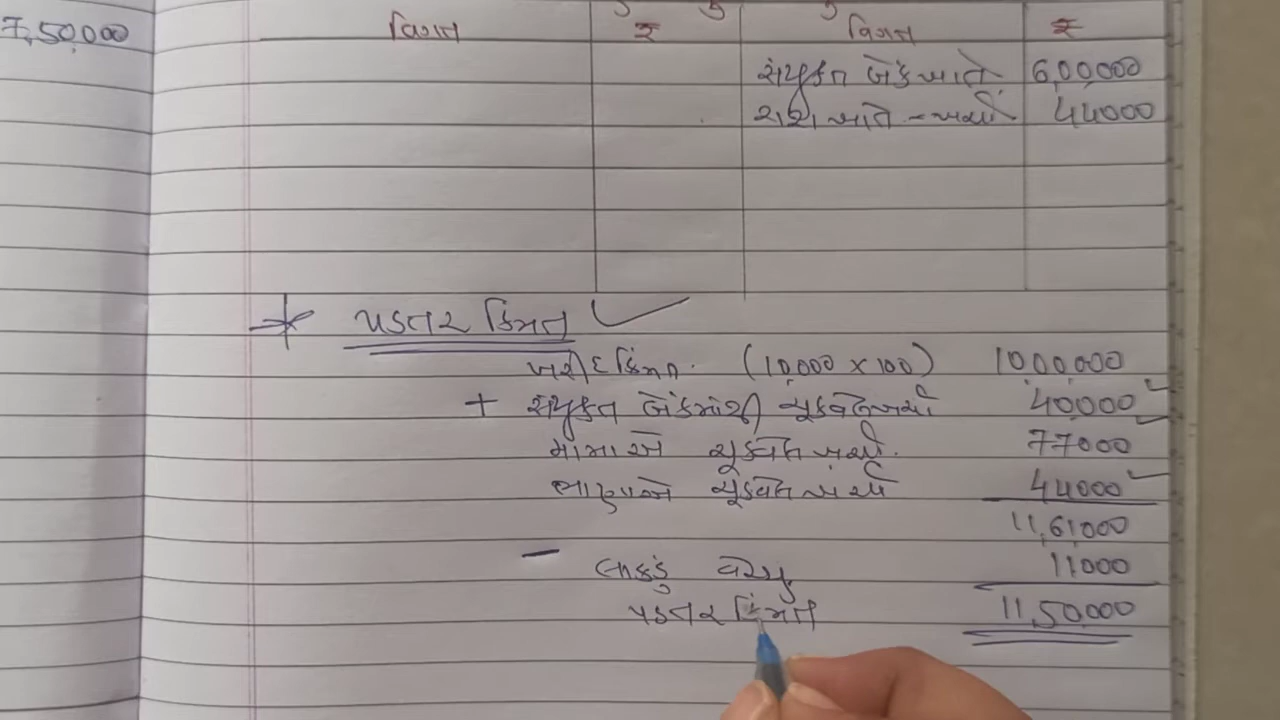 7,50,000
વિગત ₹ વિગત ₹
સંયુક્ત બેંક ખાતે 6,00,000
ખાતે - ખર્ચ 44000
પડતર કિંમત ✓
ખરીદ કિંમત. (10,000 × 100) 10,00,000
+ સંયુક્ત બેંકમાંથી ચૂકવેલ ખર્ચ 40,000
મામાએ ચૂકવેલ ખર્ચ. 77000
ભાણાએ ચૂકવેલ ખર્ચ 44000
11,61,000
− લાકડું વેચ્યુ 11000
પડતર કિંમત 11,50,000